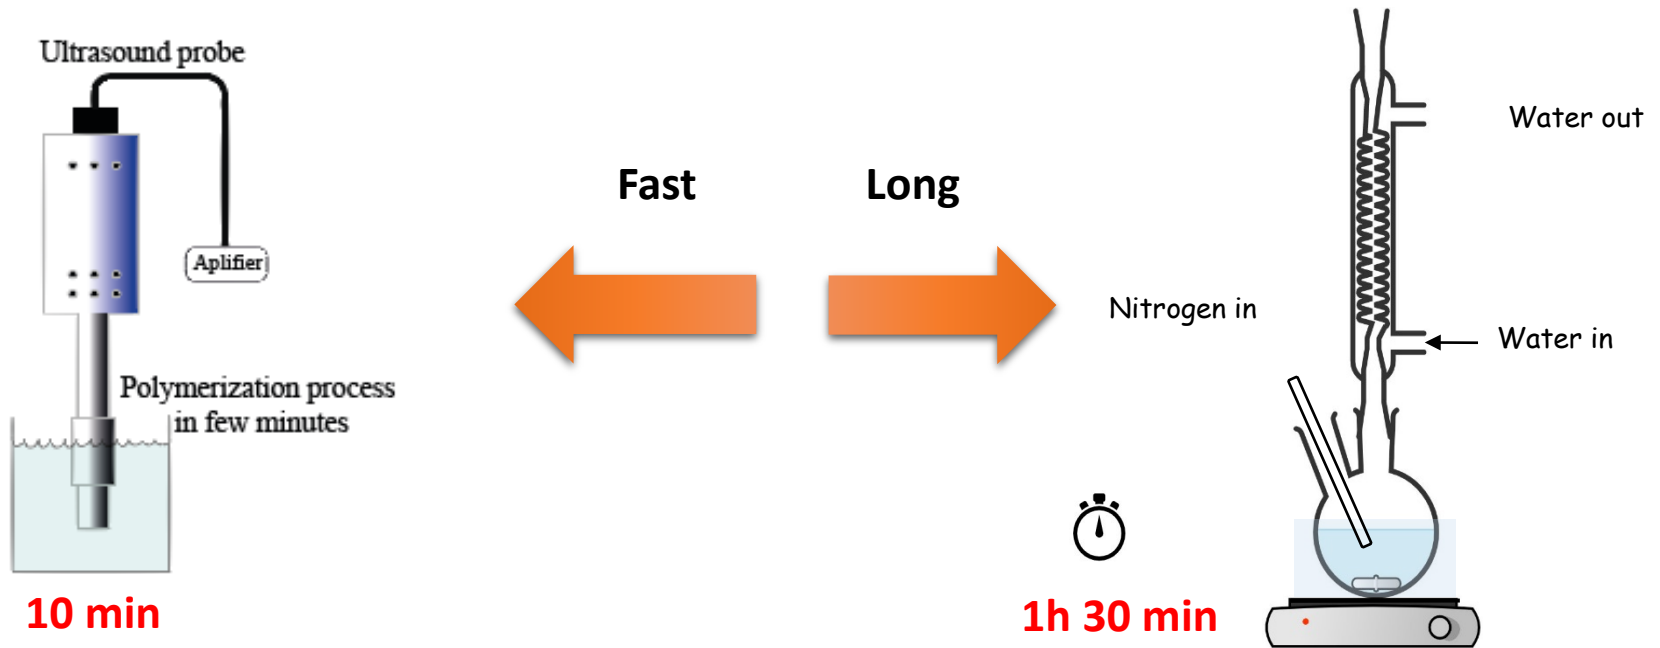 Ultrasound probe
Aplifier
Polymerization process
in few minutes
10 min
Fast
Long
Nitrogen in
Water out
Water in
1h 30 min